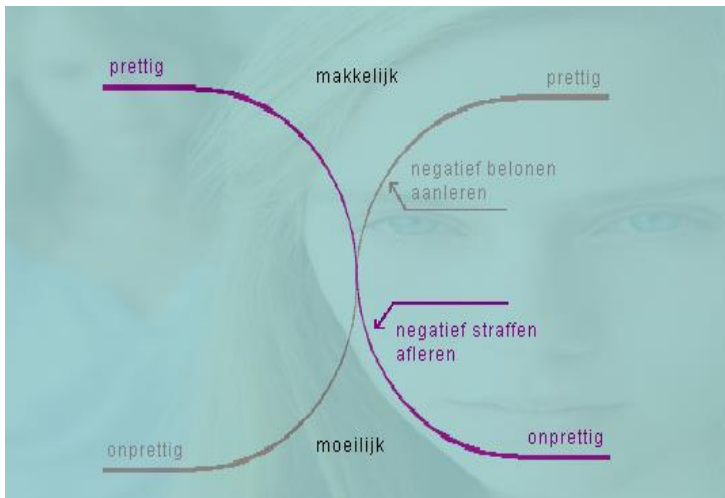 prettig
makkelijk
prettig
negatief belonen
aanleren
negatief straffen
afleren
onprettig
moeilijk
onprettig